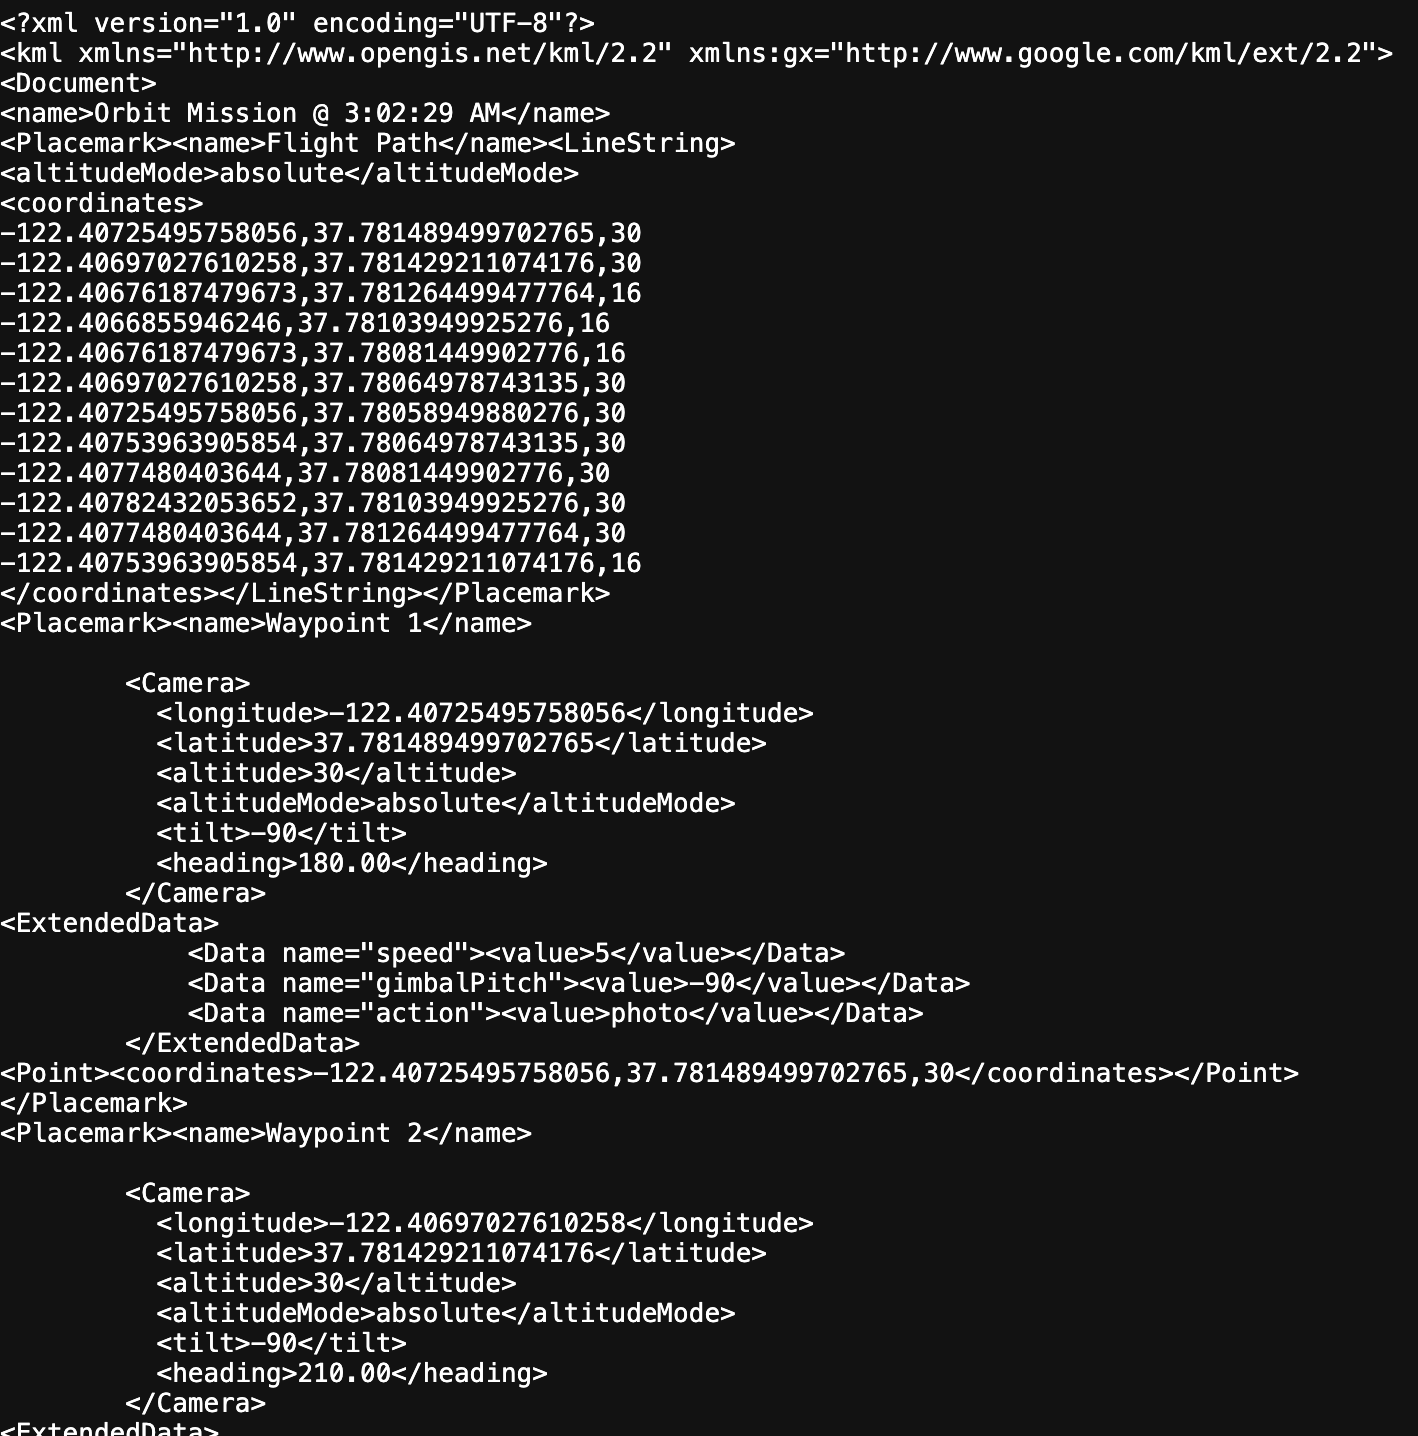 <?xml version="1.0" encoding="UTF-8"?>
<kml xmlns="http://www.opengis.net/kml/2.2" xmlns:gx="http://www.google.com/kml/ext/2.2">
<Document>
<name>Orbit Mission @ 3:02:29 AM</name>
<Placemark><name>Flight Path</name><LineString>
<altitudeMode>absolute</altitudeMode>
<coordinates>
-122.40725495758056,37.781489499702765,30
-122.40697027610258,37.781429211074176,30
-122.40676187479673,37.781264499477764,16
-122.4066855946246,37.78103949925276,16
-122.40676187479673,37.78081449902776,16
-122.40697027610258,37.78064978743135,30
-122.40725495758056,37.78058949880276,30
-122.40753963905854,37.78064978743135,30
-122.4077480403644,37.78081449902776,30
-122.40782432053652,37.78103949925276,30
-122.4077480403644,37.781264499477764,30
-122.40753963905854,37.781429211074176,16
</coordinates></LineString></Placemark>
<Placemark><name>Waypoint 1</name>
<Camera>
<longitude>-122.40725495758056</longitude>
<latitude>37.781489499702765</latitude>
<altitude>30</altitude>
<altitudeMode>absolute</altitudeMode>
<tilt>-90</tilt>
<heading>180.00</heading>
</Camera>
<ExtendedData>
<Data name="speed"><value>5</value></Data>
<Data name="gimbalPitch"><value>-90</value></Data>
<Data name="action"><value>photo</value></Data>
</ExtendedData>
<Point><coordinates>-122.40725495758056,37.781489499702765,30</coordinates></Point>
</Placemark>
<Placemark><name>Waypoint 2</name>
<Camera>
<longitude>-122.40697027610258</longitude>
<latitude>37.781429211074176</latitude>
<altitude>30</altitude>
<altitudeMode>absolute</altitudeMode>
<tilt>-90</tilt>
<heading>210.00</heading>
</Camera>
<ExtendedData>